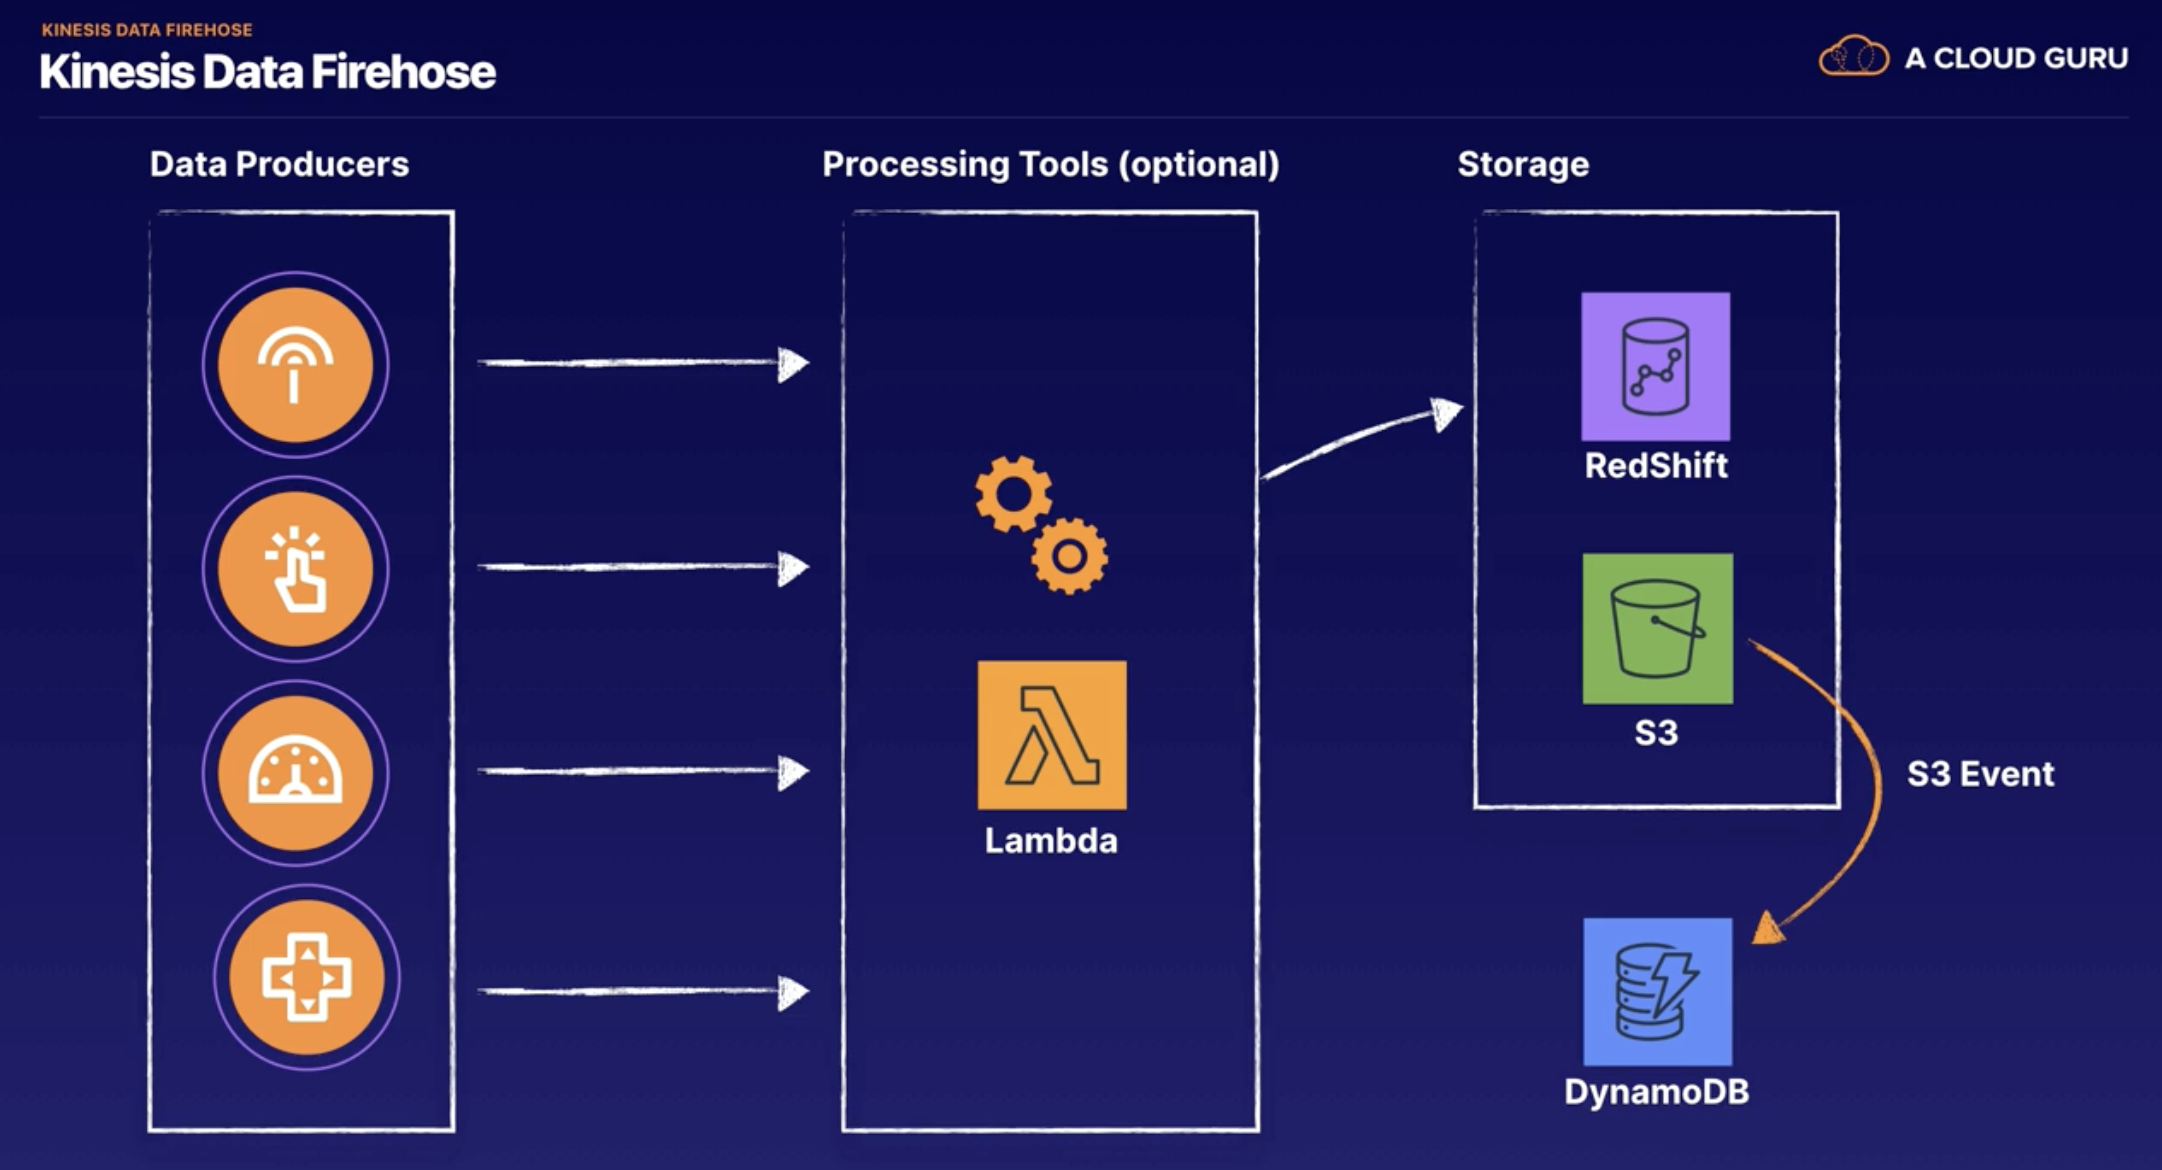 KINESIS DATA FIREHOSE
Kinesis Data Firehose
A CLOUD GURU
Data Producers
Processing Tools (optional)
Storage
RedShift
S3
S3 Event
Lambda
DynamoDB